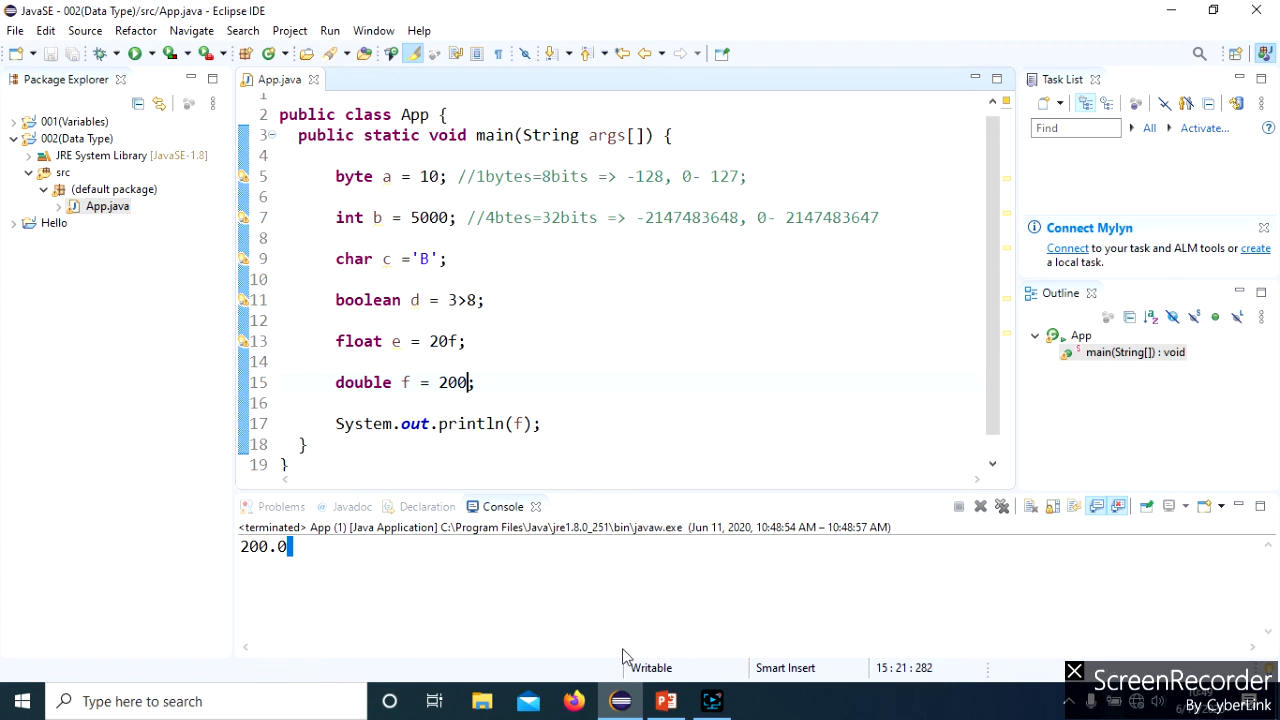 JavaSE - 002(Data Type)/src/App.java - Eclipse IDE
File Edit Source Refactor Navigate Search Project Run Window Help
Package Explorer
001(Variables)
002(Data Type)
JRE System Library [JavaSE-1.8]
src
(default package)
App.java
Hello
App.java
1
2 public class App {
3 public static void main(String args[]) {
4
5 byte a = 10; //1bytes=8bits => -128, 0- 127;
6
7 int b = 5000; //4btes=32bits => -2147483648, 0- 2147483647
8
9 char c ='B';
10
11 boolean d = 3>8;
12
13 float e = 20f;
14
15 double f = 200;
16
17 System.out.println(f);
18 }
19 }
Task List
Find All Activate...
Connect Mylyn
Connect to your task and ALM tools or create
a local task.
Outline
App
main(String[]) : void
Problems Javadoc Declaration Console
<terminated> App (1) [Java Application] C:\Program Files\Java\jre1.8.0_251\bin\javaw.exe (Jun 11, 2020, 10:48:54 AM – 10:48:57 AM)
200.0
Writable Smart Insert 15 : 21 : 282
Type here to search
ScreenRecorder
By CyberLink